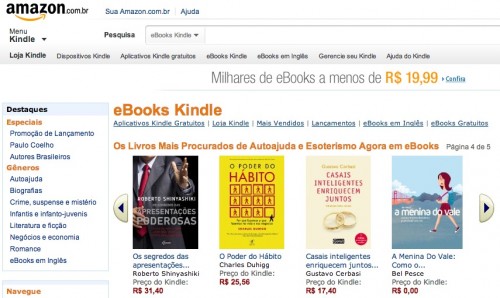 amazon.com.br
Sua Amazon.com.br
Menu
Kindle
Pesquisa
eBooks Kindle
Loja Kindle
Dispositivos Kindle
Aplicativos Kindle gratuitos
eBooks Kindle
eBooks em Inglês
Gerencie seu Kindle
Ajuda do Kindle
Milhares de eBooks a menos de R$ 19,99 Confira
Destaques
Especiais
Promoção de Lançamento
Paulo Coelho
Autores Brasileiros
Gêneros
Autoajuda
Biografias
Crime, suspense e mistério
Infantis e infanto-juvenis
Literatura e ficção
Negócios e economia
Romance
eBooks em Inglês
eBooks Kindle
Aplicativos Kindle Gratuitos | Loja Kindle | Mais Vendidos | Lançamentos | eBooks em Inglês | eBooks Gratuitos
Os Livros Mais Procurados de Autoajuda e Esoterismo Agora em eBooks
Página 4 de 5
ROBERTO SHINYASHIKI
APRESENTAÇÕES
PODEROSAS
O PODER DO
HÁBITO
CHARLES DUHIGG
Gustavo Cerbasi
CASAIS
INTELIGENTES
ENRIQUECEM
JUNTOS
a menina do vale
Os segredos das
apresentações...
Roberto Shinyashiki
Preço do Kindle:
R$ 31,40
O Poder do Hábito
Charles Duhigg
Preço do Kindle:
R$ 25,56
Casais inteligentes
enriquecem juntos...
Gustavo Cerbasi
Preço do Kindle:
R$ 17,40
A Menina Do Vale:
Como o...
Bel Pesce
Preço do Kindle:
R$ 0,00